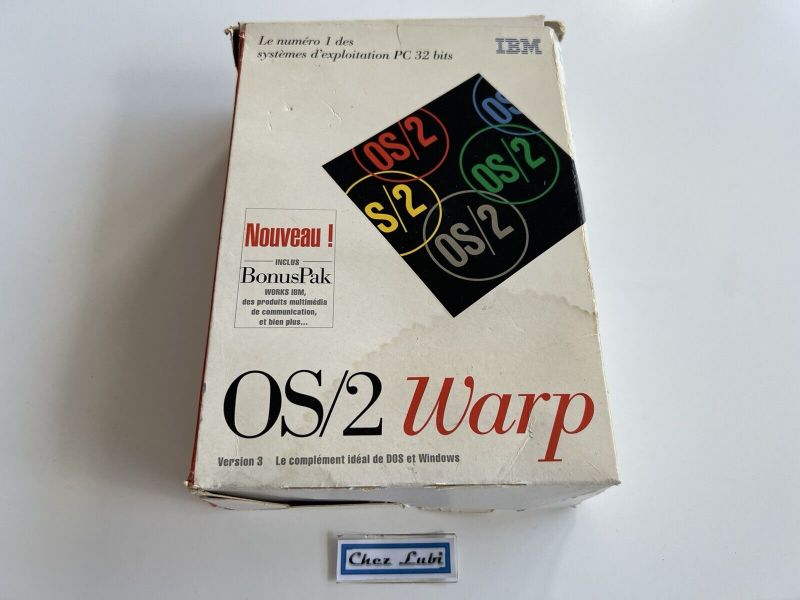 Le numéro 1 des
systèmes d'exploitation PC 32 bits
IBM
OS/2
OS
OS/2
S/2
OS/2
Nouveau !
INCLUS
BonusPak
WORKS IBM,
des produits multimédia
de communication,
et bien plus...
OS/2 Warp
Version 3 Le complément idéal de DOS et Windows
Chez Lubi